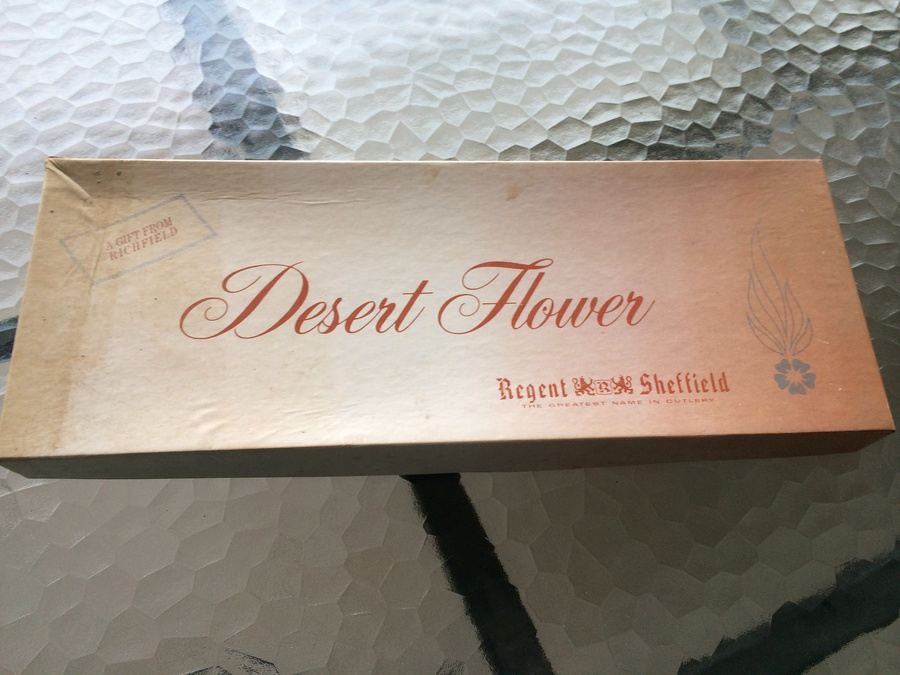 A GIFT FROM
RICHFIELD
Desert Flower
Regent R Sheffield
THE GREATEST NAME IN CUTLERY